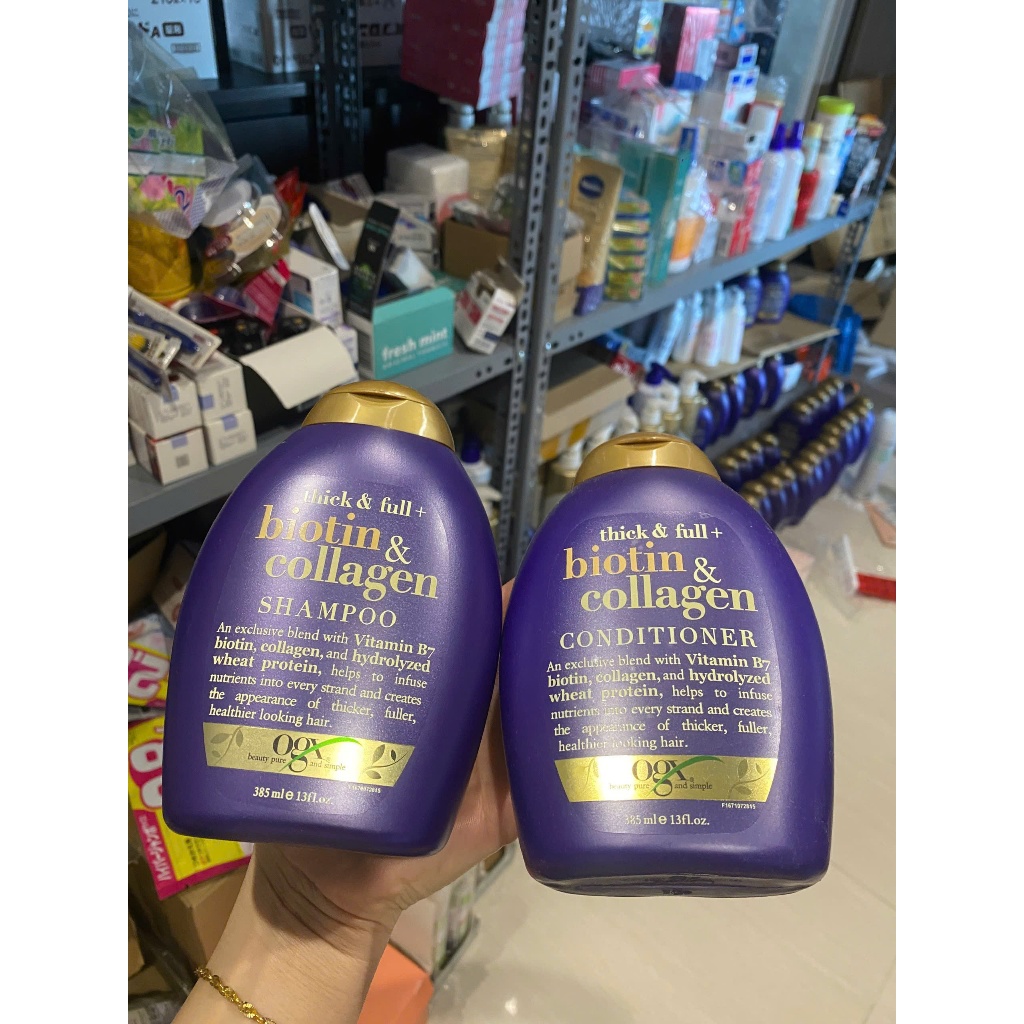 fresh mint
thick & full +
biotin &
collagen
SHAMPOO
An exclusive blend with Vitamin B7
biotin, collagen, and hydrolyzed
wheat protein, helps to infuse
nutrients into every strand and creates
the appearance of thicker, fuller,
healthier looking hair.
ogx
beauty pure and simple
385 ml ℮ 13fl.oz.
thick & full +
biotin &
collagen
CONDITIONER
An exclusive blend with Vitamin B7
biotin, collagen, and hydrolyzed
wheat protein, helps to infuse
nutrients into every strand and creates
the appearance of thicker, fuller,
healthier looking hair.
ogx
beauty pure and simple
385 ml ℮ 13fl.oz.